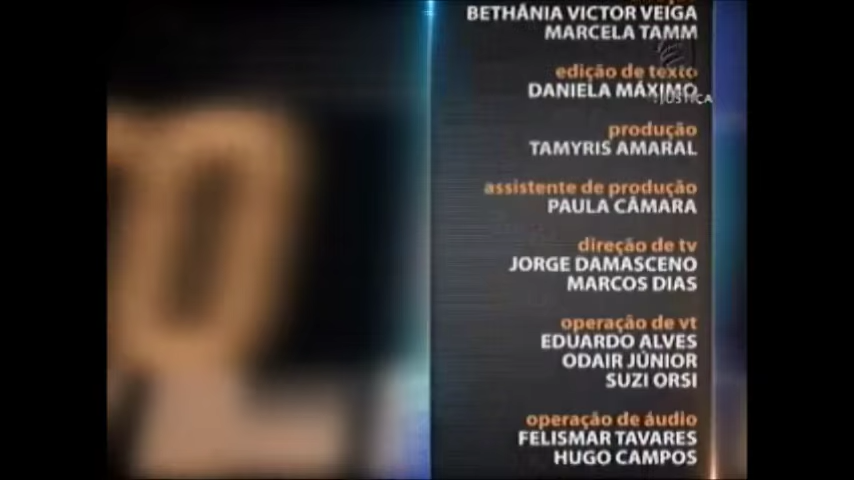 BETHÂNIA VICTOR VEIGA
MARCELA TAMM
edição de texto
DANIELA MÁXIMO
JUSTIÇA
produção
TAMYRIS AMARAL
assistente de produção
PAULA CÂMARA
direção de tv
JORGE DAMASCENO
MARCOS DIAS
operação de vt
EDUARDO ALVES
ODAIR JÚNIOR
SUZI ORSI
operação de áudio
FELISMAR TAVARES
HUGO CAMPOS